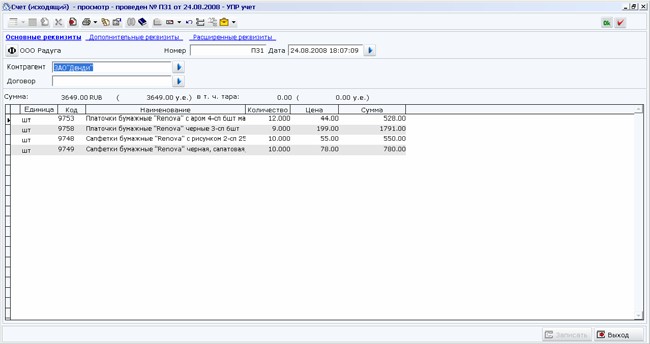 Счет (исходящий) - просмотр - проведен № П31 от 24.08.2008 - УПР учет
Основные реквизиты Дополнительные реквизиты Расширенные реквизиты
Ф ООО Радуга Номер П31 Дата 24.08.2008 18:07:09
Контрагент ЗАО"Денди"
Договор
Сумма: 3649.00 RUB ( 3649.00 у.е.) в т. ч. тара: 0.00 ( 0.00 у.е.)
Единица Код Наименование Количество Цена Сумма
шт 9753 Платочки бумажные "Renova" с аром 4-сл 6шт ма 12.000 44.00 528.00
шт 9758 Платочки бумажные "Renova" черные 3-сл 6шт 9.000 199.00 1791.00
шт 9748 Салфетки бумажные "Renova" с рисунком 2-сл 25 10.000 55.00 550.00
шт 9749 Салфетки бумажные "Renova" черная, салатовая, 10.000 78.00 780.00
Записать Выход